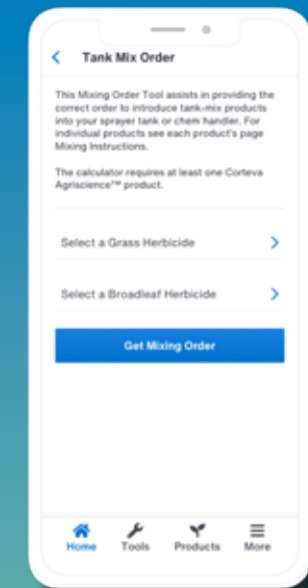 Tank Mix Order
This Mixing Order Tool assists in providing the
correct order to introduce tank-mix products
into your sprayer tank or chem handler. For
individual products see each product's page
Mixing Instructions.
The calculator requires at least one Corteva
Agriscience™ product.
Select a Grass Herbicide
Select a Broadleaf Herbicide
Get Mixing Order
Home Tools Products More